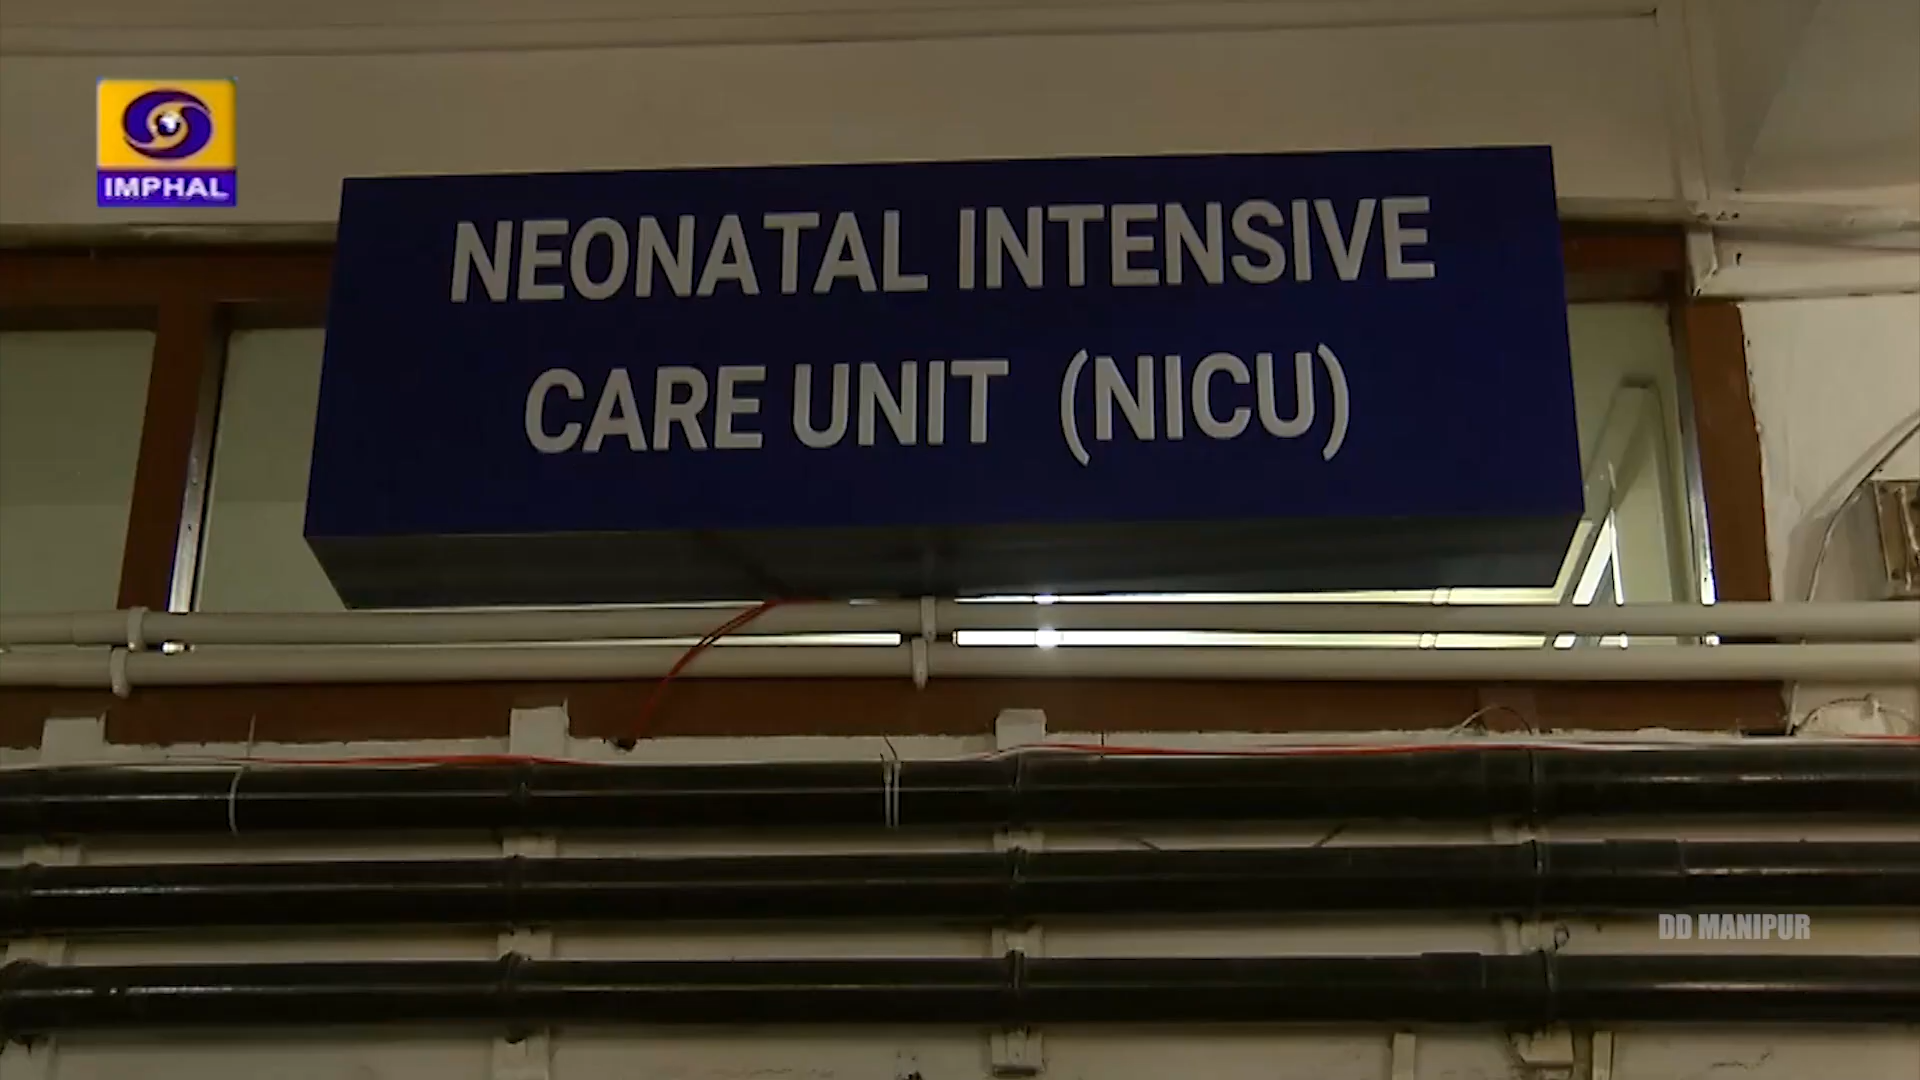 IMPHAL
NEONATAL INTENSIVE
CARE UNIT (NICU)
DD MANIPUR